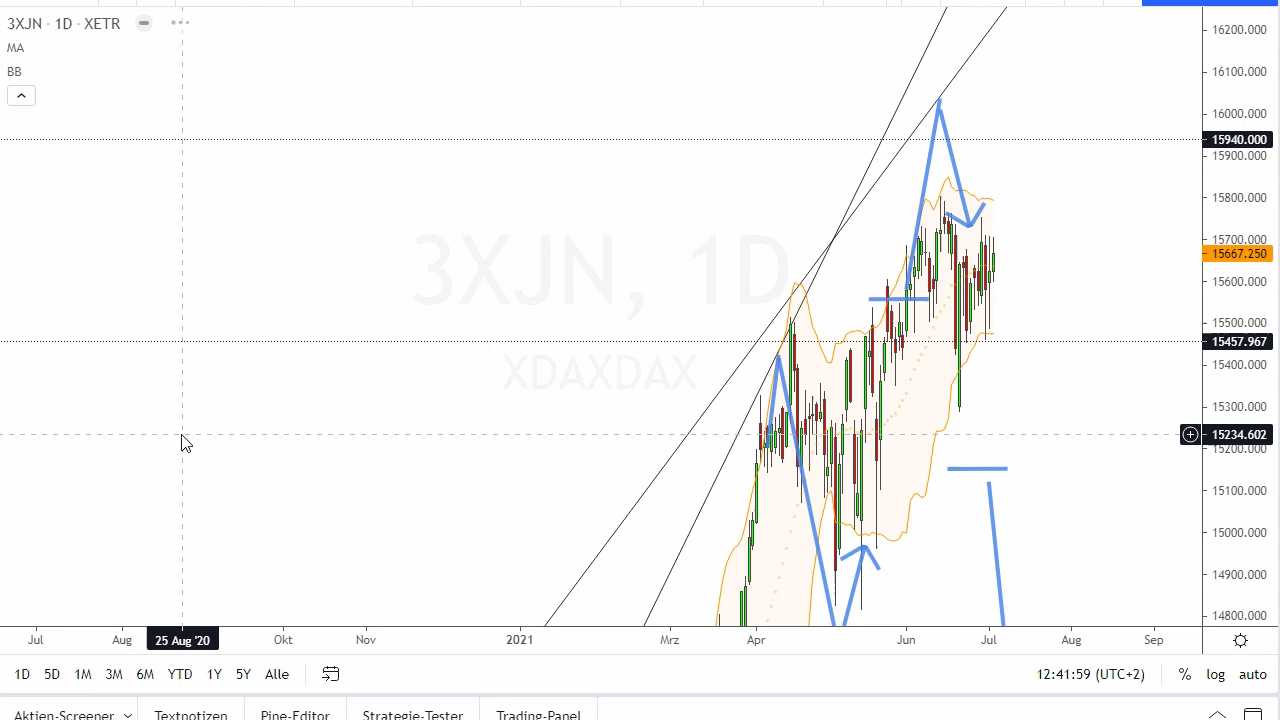 3XJN · 1D · XETR
MA
BB
3XJN, 1D
XDAXDAX
16200.000
16100.000
16000.000
15940.000
15900.000
15800.000
15700.000
15667.250
15600.000
15500.000
15457.967
15400.000
15300.000
15234.602
15200.000
15100.000
15000.000
14900.000
14800.000
Jul Aug 25 Aug '20 Okt Nov 2021 Mrz Apr Jun Jul Aug Sep
1D 5D 1M 3M 6M YTD 1Y 5Y Alle 12:41:59 (UTC+2) % log auto
Aktien-Screener Textnotizen Pine-Editor Strategie-Tester Trading-Panel